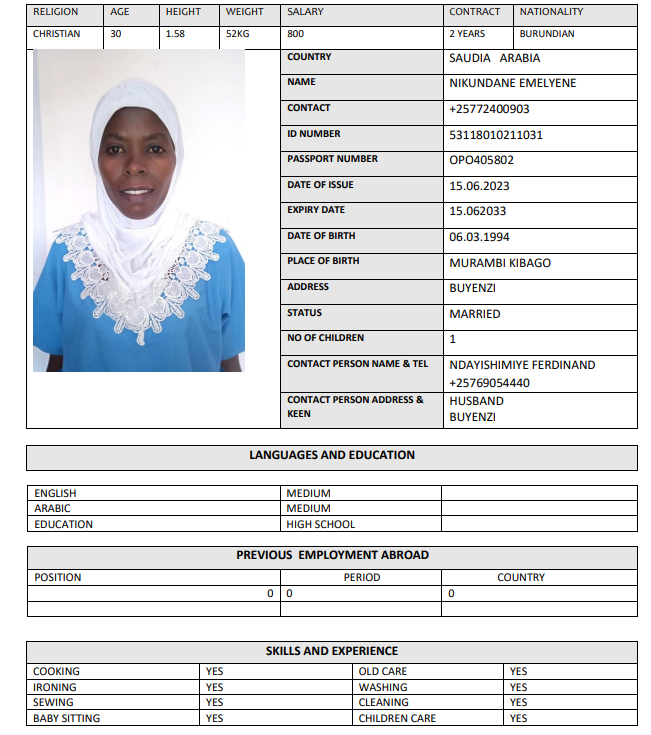 RELIGION AGE HEIGHT WEIGHT SALARY CONTRACT NATIONALITY
CHRISTIAN 30 1.58 52KG 800 2 YEARS BURUNDIAN
COUNTRY SAUDIA ARABIA
NAME NIKUNDANE EMELYENE
CONTACT +25772400903
ID NUMBER 53118010211031
PASSPORT NUMBER OPO405802
DATE OF ISSUE 15.06.2023
EXPIRY DATE 15.062033
DATE OF BIRTH 06.03.1994
PLACE OF BIRTH MURAMBI KIBAGO
ADDRESS BUYENZI
STATUS MARRIED
NO OF CHILDREN 1
CONTACT PERSON NAME & TEL NDAYISHIMIYE FERDINAND
+25769054440
CONTACT PERSON ADDRESS & HUSBAND
KEEN BUYENZI
LANGUAGES AND EDUCATION
ENGLISH MEDIUM
ARABIC MEDIUM
EDUCATION HIGH SCHOOL
PREVIOUS EMPLOYMENT ABROAD
POSITION PERIOD COUNTRY
0 0 0
SKILLS AND EXPERIENCE
COOKING YES OLD CARE YES
IRONING YES WASHING YES
SEWING YES CLEANING YES
BABY SITTING YES CHILDREN CARE YES